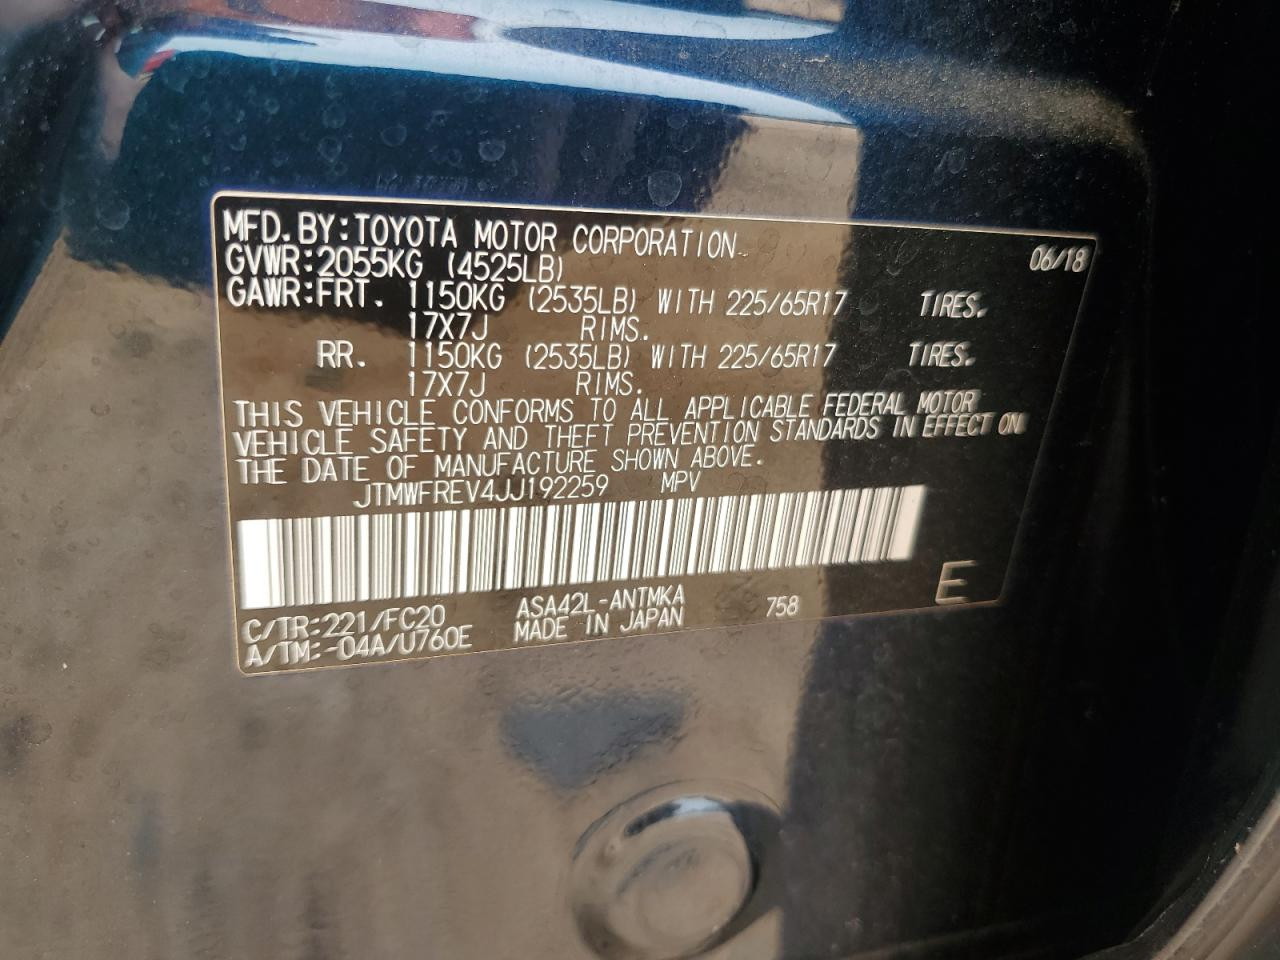 MFD.BY:TOYOTA MOTOR CORPORATION 06/18
GVWR:2055KG (4525LB)
GAWR:FRT. 1150KG (2535LB) WITH 225/65R17 TIRES.
17X7J RIMS.
RR. 1150KG (2535LB) WITH 225/65R17 TIRES.
17X7J RIMS.
THIS VEHICLE CONFORMS TO ALL APPLICABLE FEDERAL MOTOR
VEHICLE SAFETY AND THEFT PREVENTION STANDARDS IN EFFECT ON
THE DATE OF MANUFACTURE SHOWN ABOVE.
JTMWFREV4JJ192259 MPV
E
C/TR:221/FC20 ASA42L-ANTMKA 758
A/TM:-04A/U760E MADE IN JAPAN